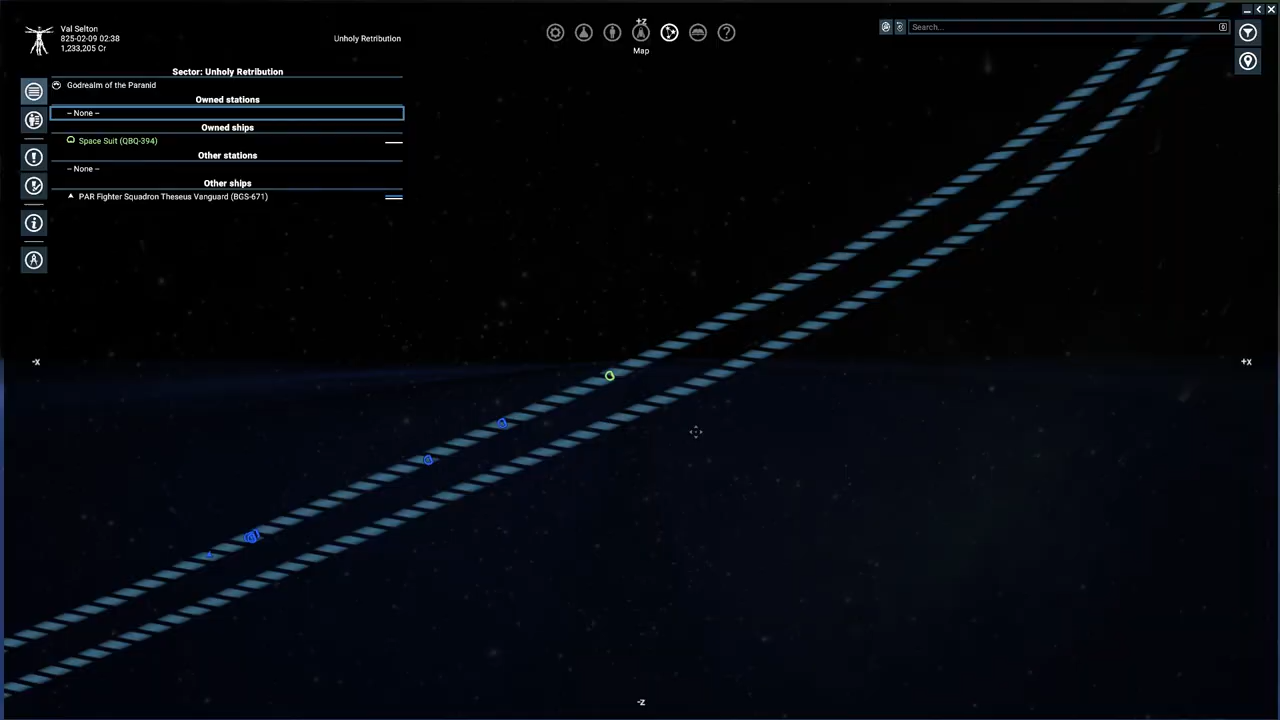 Val Selton
825-02-09 02:38
1,233,205 Cr
Unholy Retribution
+Z
Map
Search...
Sector: Unholy Retribution
Godrealm of the Paranid
Owned stations
– None –
Owned ships
Space Suit (QBQ-394)
Other stations
– None –
Other ships
PAR Fighter Squadron Theseus Vanguard (BGS-671)
-X
+X
-Z